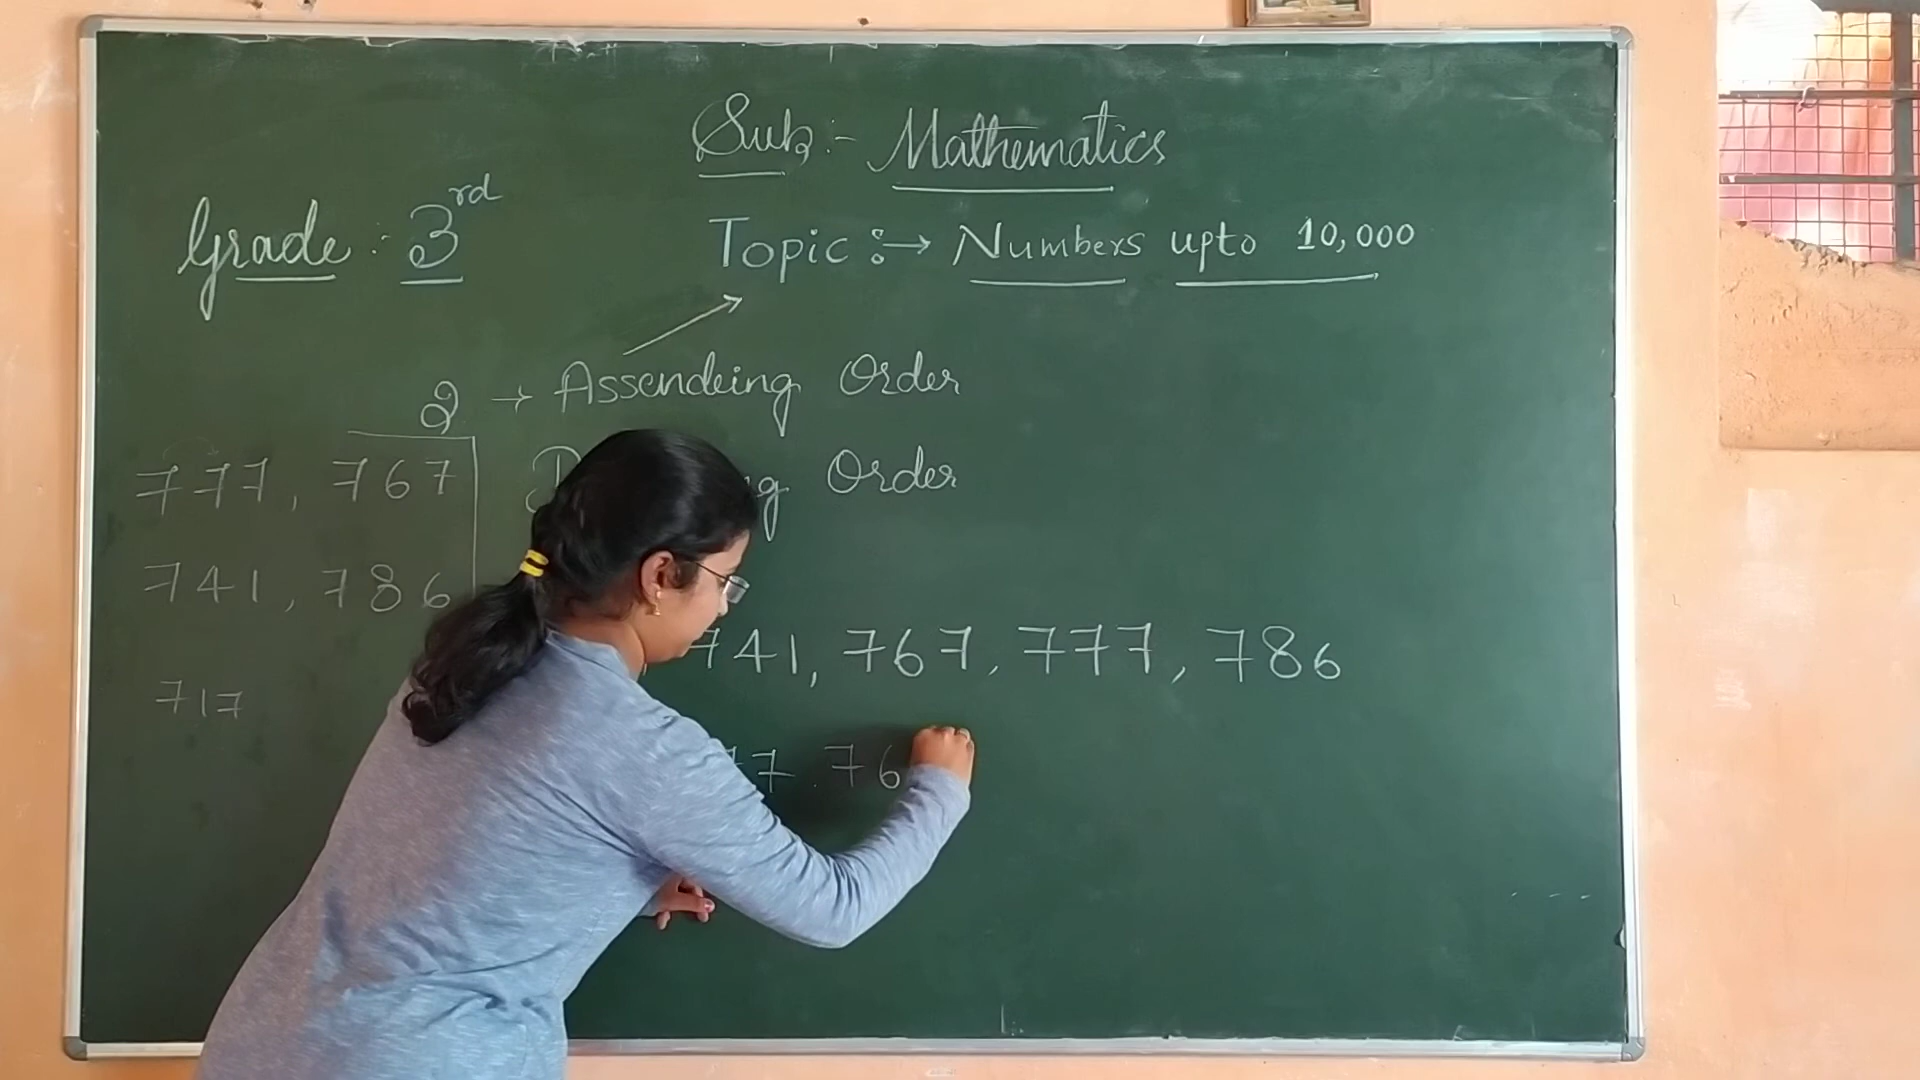 Sub :- Mathematics
Grade : 3rd
Topic :→ Numbers upto 10,000
Q → Assendeing Order
Order
777, 767
741, 786
717
741, 767, 777, 786
76